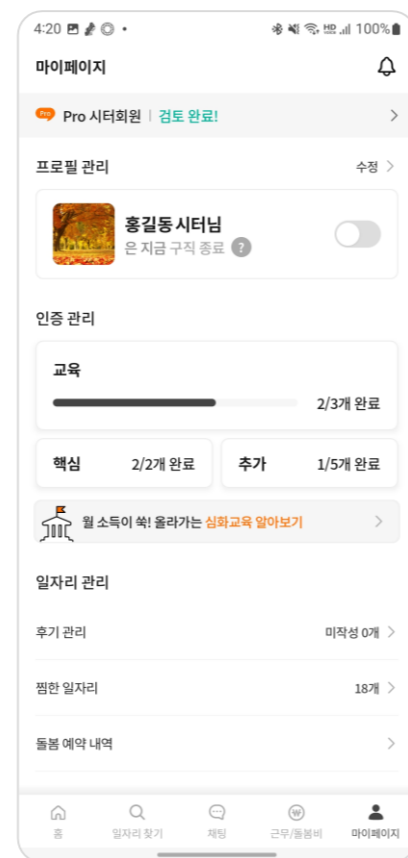 4:20 100%
마이페이지
Pro Pro 시터회원 | 검토 완료!
프로필 관리 수정
홍길동 시터님
은 지금 구직 종료 ?
인증 관리
교육
2/3개 완료
핵심 2/2개 완료 추가 1/5개 완료
월 소득이 쑥! 올라가는 심화교육 알아보기
일자리 관리
후기 관리 미작성 0개
찜한 일자리 18개
돌봄 예약 내역
홈 일자리 찾기 채팅 근무/돌봄비 마이페이지